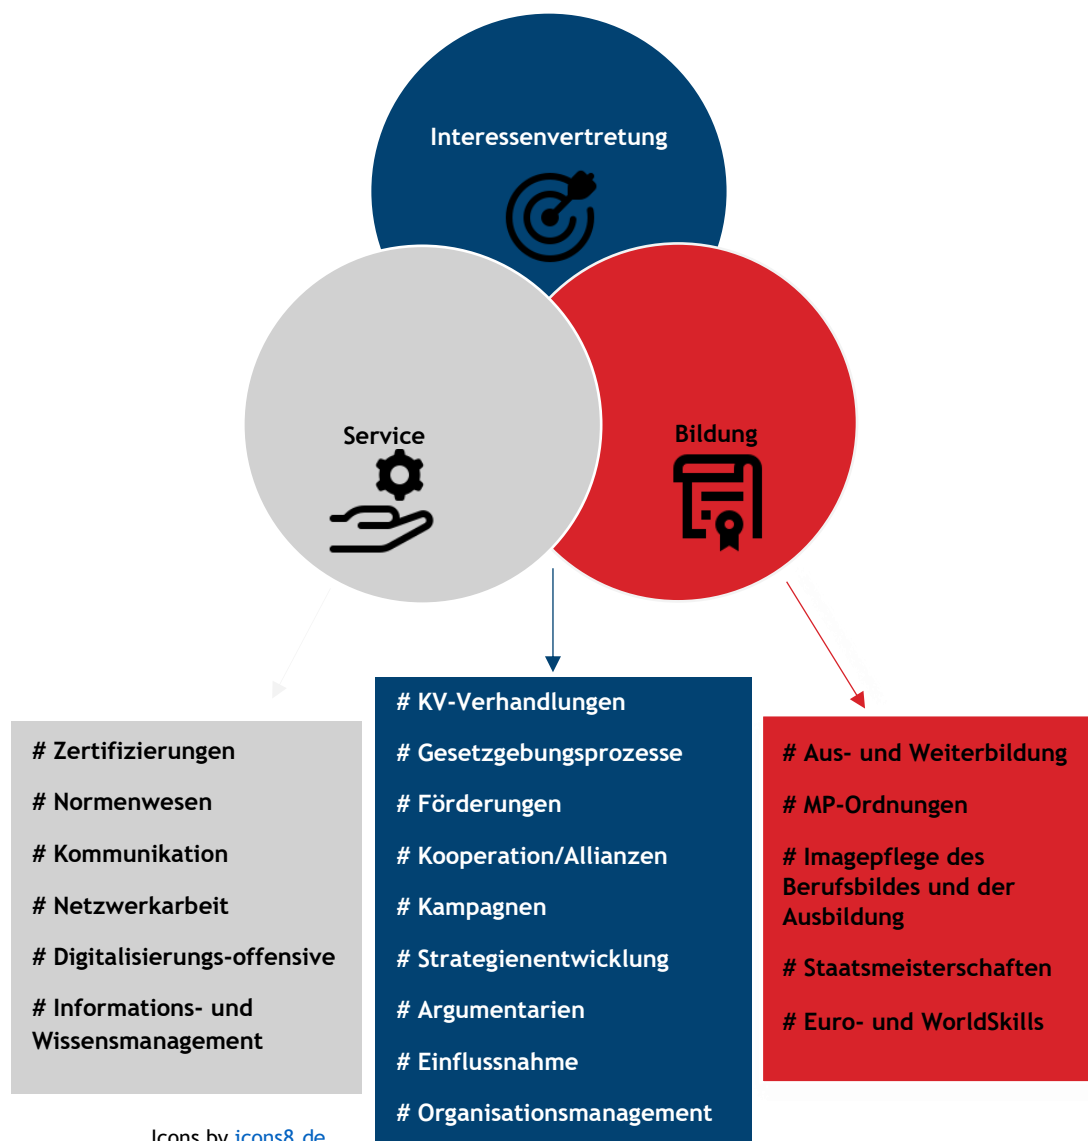 Interessenvertretung
Service
Bildung
# Zertifizierungen
# Normenwesen
# Kommunikation
# Netzwerkarbeit
# Digitalisierungs-offensive
# Informations- und
Wissensmanagement
# KV-Verhandlungen
# Gesetzgebungsprozesse
# Förderungen
# Kooperation/Allianzen
# Kampagnen
# Strategienentwicklung
# Argumentarien
# Einflussnahme
# Organisationsmanagement
# Aus- und Weiterbildung
# MP-Ordnungen
# Imagepflege des
Berufsbildes und der
Ausbildung
# Staatsmeisterschaften
# Euro- und WorldSkills
Icons by icons8.de